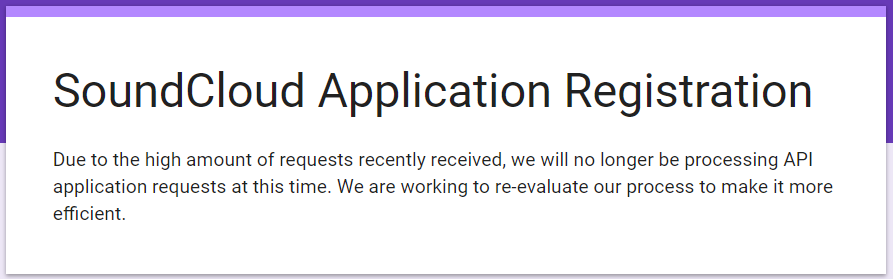 SoundCloud Application Registration
Due to the high amount of requests recently received, we will no longer be processing API
application requests at this time. We are working to re-evaluate our process to make it more
efficient.